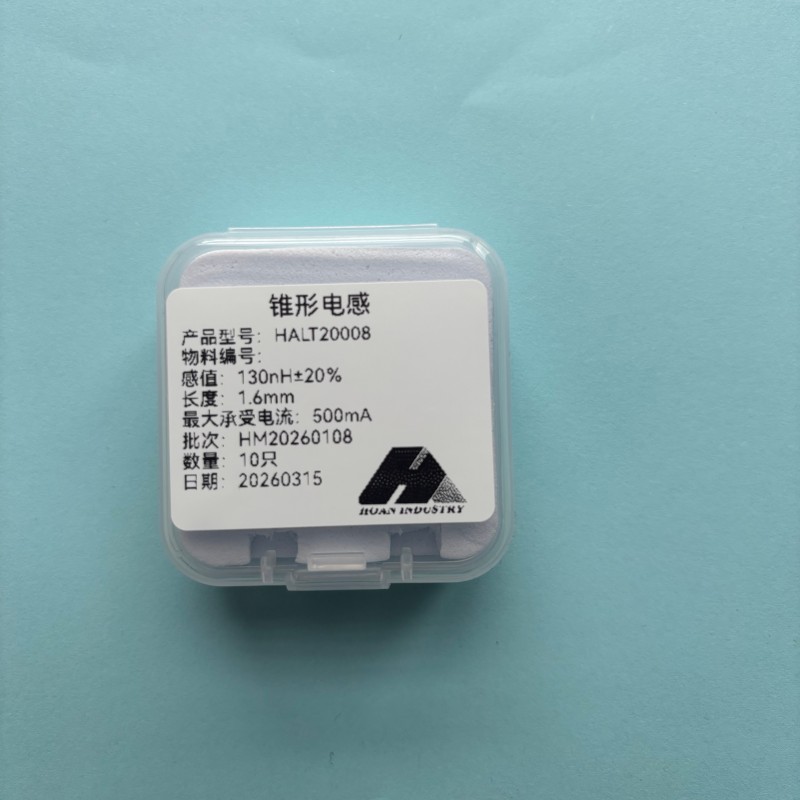 锥形电感
产品型号：HALT20008
物料编号：
感值：130nH±20%
长度：1.6mm
最大承受电流：500mA
批次：HM20260108
数量：10只
日期：20260315
HOAN INDUSTRY